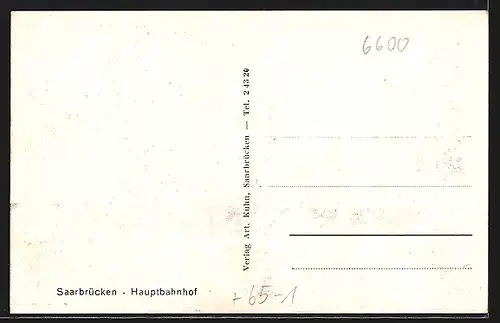 6600
Verlag Art. Kuhn, Saarbrücken — Tel. 2 43 20
Saarbrücken - Hauptbahnhof
+65-1